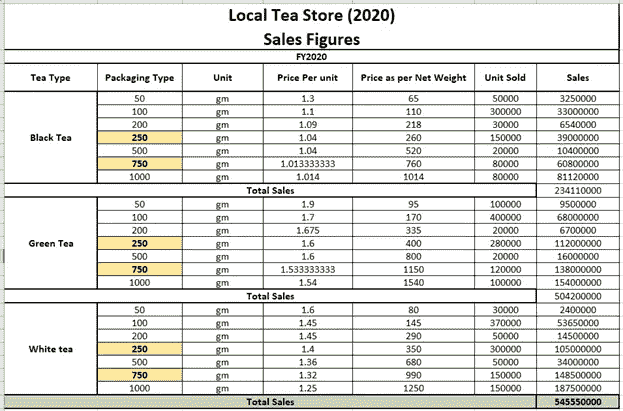 Local Tea Store (2020)
Sales Figures
FY2020
Tea Type Packaging Type Unit Price Per unit Price as per Net Weight Unit Sold Sales
50 gm 1.3 65 50000 3250000
100 gm 1.1 110 300000 33000000
200 gm 1.09 218 30000 6540000
Black Tea 250 gm 1.04 260 150000 39000000
500 gm 1.04 520 20000 10400000
750 gm 1.013333333 760 80000 60800000
1000 gm 1.014 1014 80000 81120000
Total Sales 234110000
50 gm 1.9 95 100000 9500000
100 gm 1.7 170 400000 68000000
200 gm 1.675 335 20000 6700000
Green Tea 250 gm 1.6 400 280000 112000000
500 gm 1.6 800 20000 16000000
750 gm 1.533333333 1150 120000 138000000
1000 gm 1.54 1540 100000 154000000
Total Sales 504200000
50 gm 1.6 80 30000 2400000
100 gm 1.45 145 370000 53650000
200 gm 1.45 290 50000 14500000
White tea 250 gm 1.4 350 300000 105000000
500 gm 1.36 680 50000 34000000
750 gm 1.32 990 150000 148500000
1000 gm 1.25 1250 150000 187500000
Total Sales 545550000